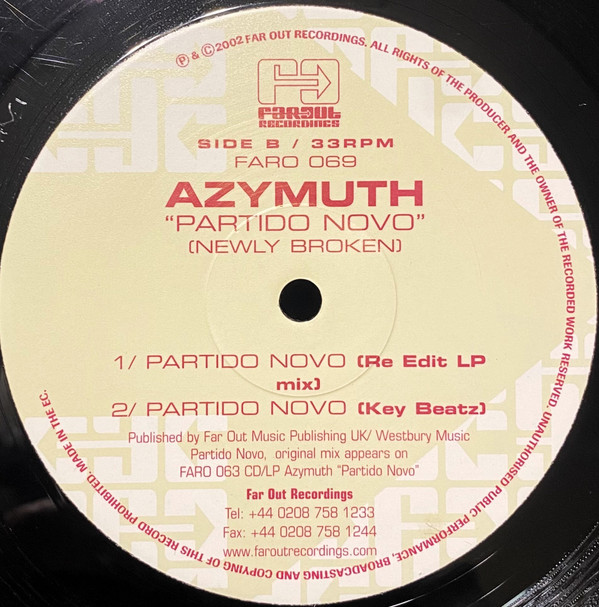 ℗ & ©2002 FAR OUT RECORDINGS. ALL RIGHTS OF THE PRODUCER AND THE OWNER OF THE RECORDED WORK RESERVED. UNAUTHORISED PUBLIC PERFORMANCE, BROADCASTING AND COPYING OF THIS RECORD PROHIBITED. MADE IN THE EC.
FAROUT
RECORDINGS
SIDE B / 33RPM
FARO 069
AZYMUTH
“PARTIDO NOVO”
(NEWLY BROKEN)
1/ PARTIDO NOVO (Re Edit LP
mix)
2/ PARTIDO NOVO (Key Beatz)
Published by Far Out Music Publishing UK/ Westbury Music
Partido Novo, original mix appears on
FARO 063 CD/LP Azymuth “Partido Novo”
Far Out Recordings
Tel: +44 0208 758 1233
Fax: +44 0208 758 1244
www.faroutrecordings.com